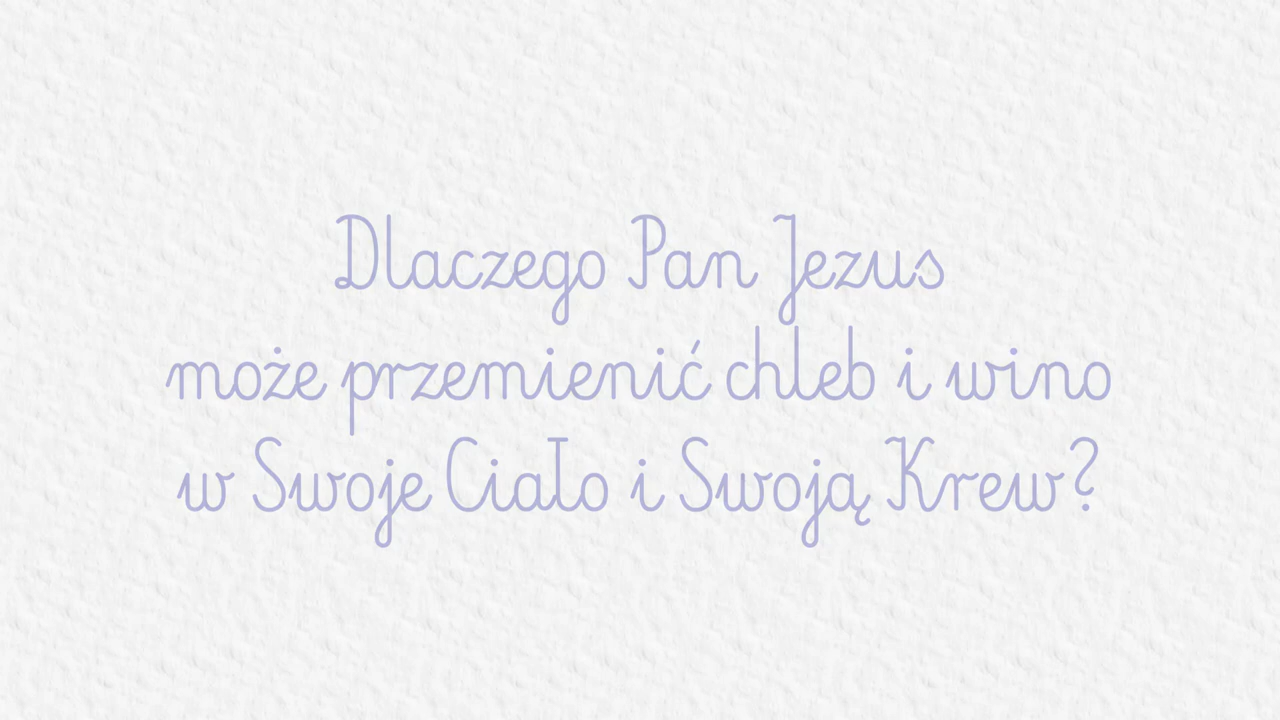 Dlaczego Pan Jezus
może przemienić chleb i wino
w Swoje Ciało i Swoją Krew?